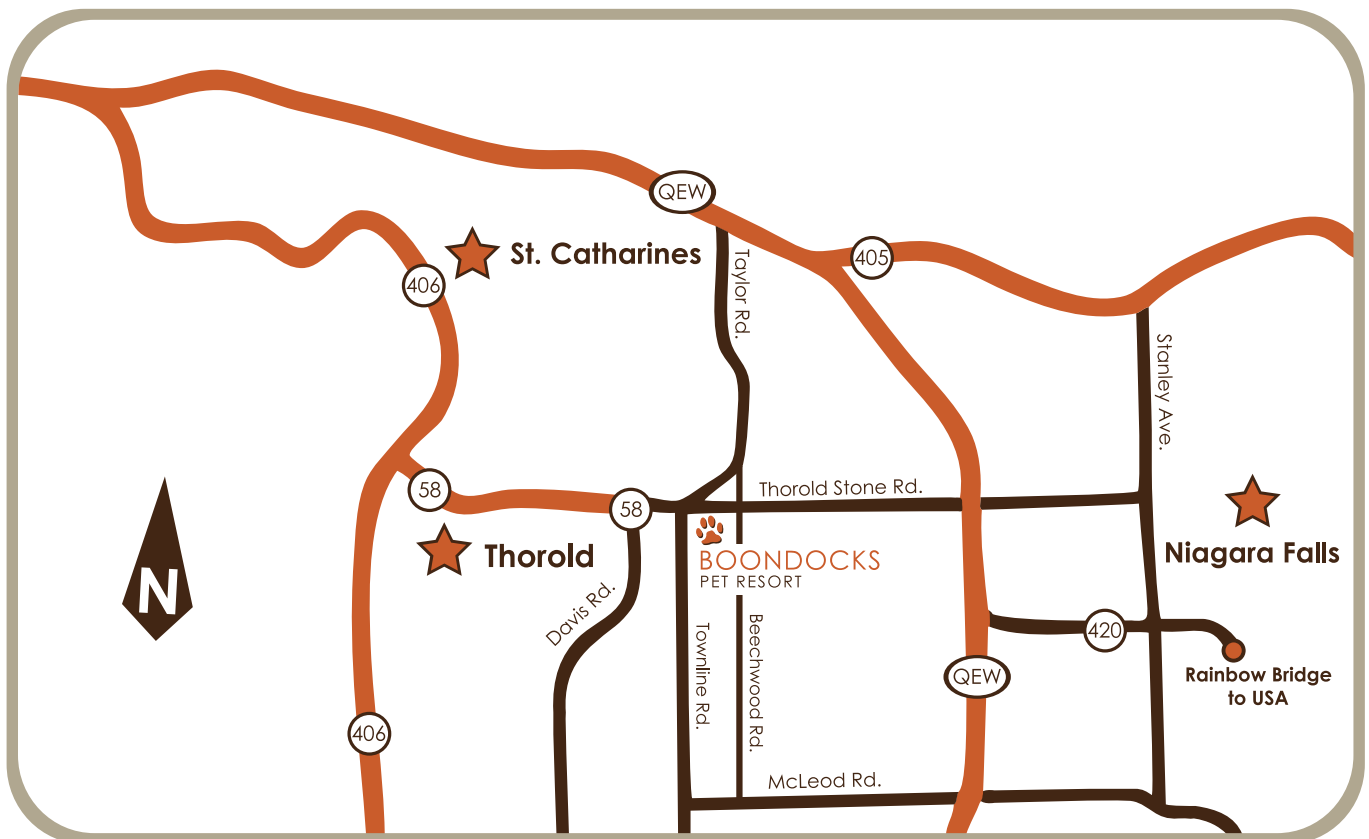 QEW
St. Catharines
Taylor Rd.
405
406
Stanley Ave.
58
Thorold Stone Rd.
58
Thorold
BOONDOCKS
PET RESORT
Niagara Falls
N
Davis Rd.
Townline Rd.
Beechwood Rd.
420
QEW
Rainbow Bridge
to USA
406
McLeod Rd.